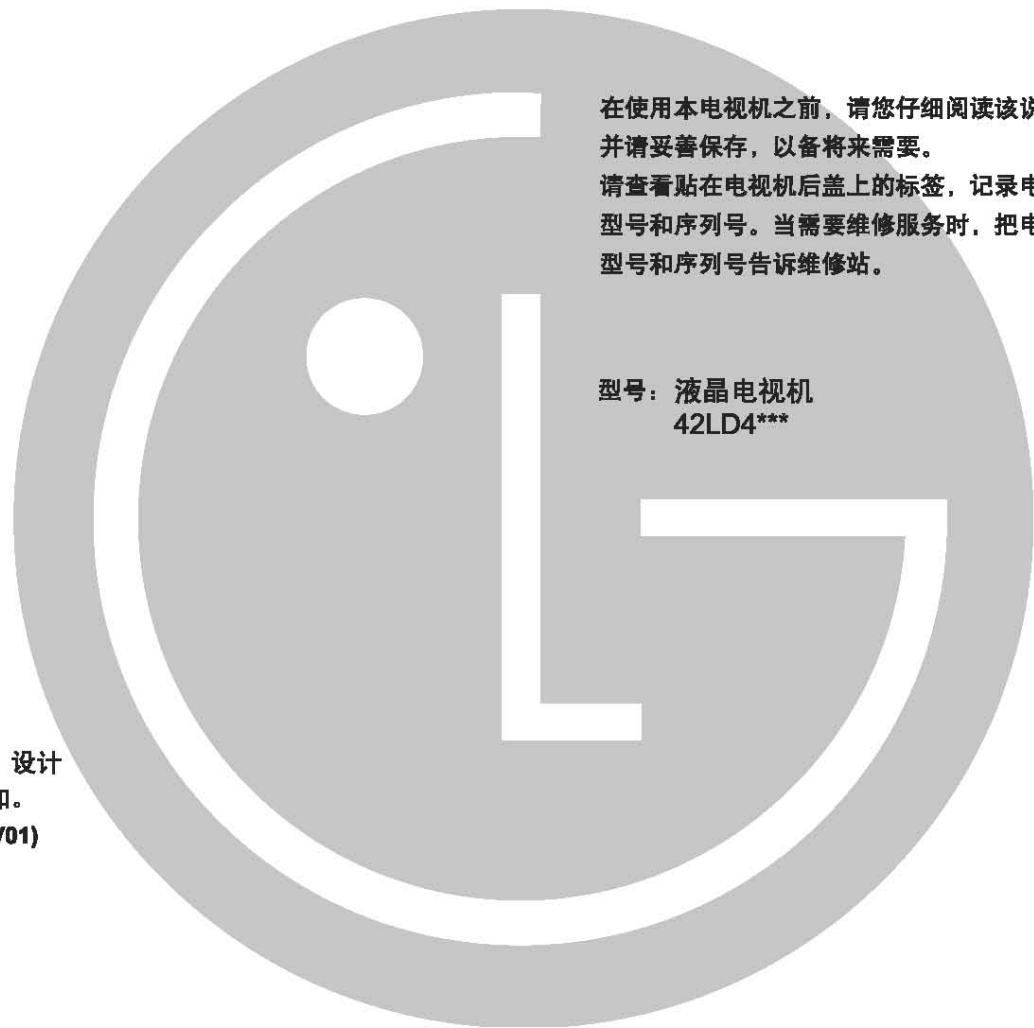 在使用本电视机之前，请您仔细阅读该说
并请妥善保存，以备将来需要。
请查看贴在电视机后盖上的标签，记录电
型号和序列号。当需要维修服务时，把电
型号和序列号告诉维修站。
型号：液晶电视机
42LD4***
设计
。
/01)